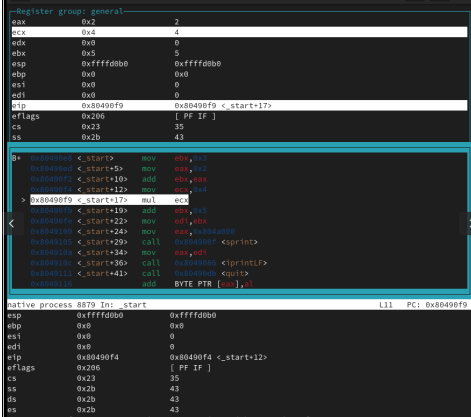 Register group: general
eax 0x2 2
ecx 0x4 4
edx 0x0 0
ebx 0x5 5
esp 0xffffd0b0 0xffffd0b0
ebp 0x0 0x0
esi 0x0 0
edi 0x0 0
eip 0x80490f9 0x80490f9 <_start+17>
eflags 0x206 [ PF IF ]
cs 0x23 35
ss 0x2b 43
B+ 0x80490e8 <_start> mov ebx,0x3
0x80490ed <_start+5> mov eax,0x2
0x80490f2 <_start+10> add ebx,eax
0x80490f4 <_start+12> mov ecx,0x4
> 0x80490f9 <_start+17> mul ecx
0x80490fb <_start+19> add ebx,0x5
0x80490fe <_start+22> mov edi,ebx
0x8049100 <_start+24> mov eax,0x804a000
0x8049105 <_start+29> call 0x804900f <sprint>
0x804910a <_start+34> mov eax,edi
0x804910c <_start+36> call 0x8049086 <iprintLF>
0x8049111 <_start+41> call 0x80490db <quit>
0x8049116 add BYTE PTR [eax],al
native process 8879 In: _start L11 PC: 0x80490f9
esp 0xffffd0b0 0xffffd0b0
ebp 0x0 0x0
esi 0x0 0
edi 0x0 0
eip 0x80490f4 0x80490f4 <_start+12>
eflags 0x206 [ PF IF ]
cs 0x23 35
ss 0x2b 43
ds 0x2b 43
es 0x2b 43